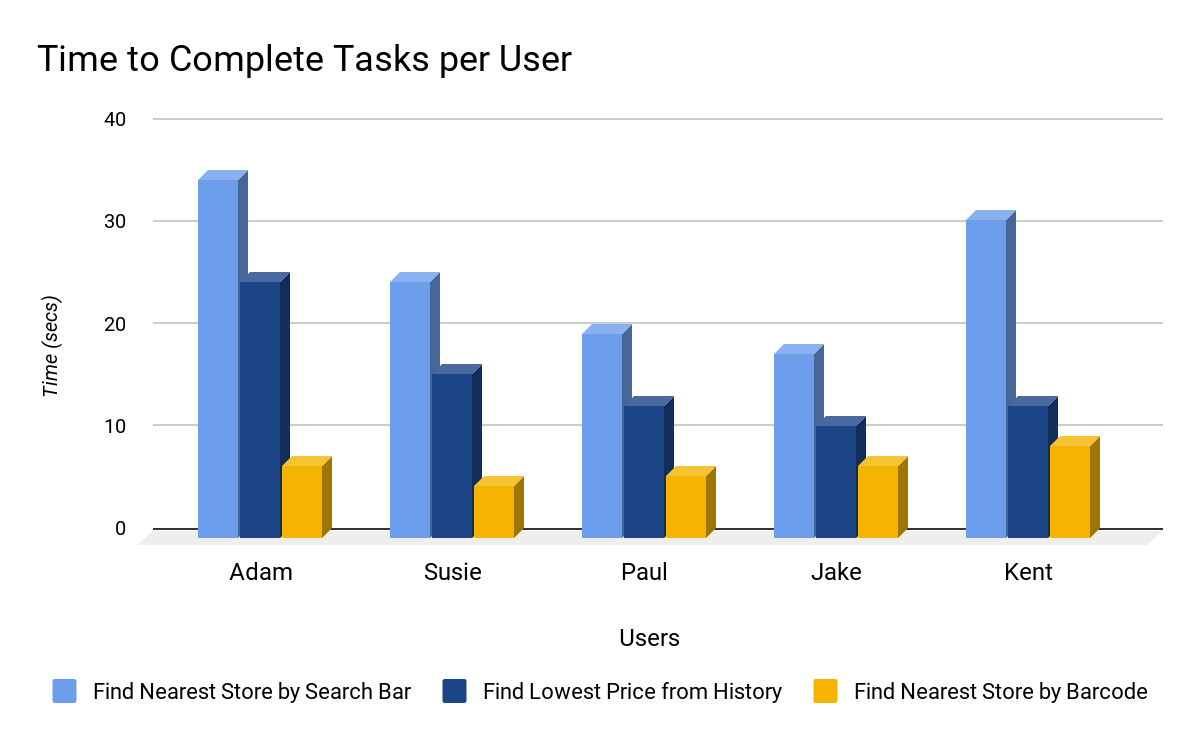 Time to Complete Tasks per User
40
30
20
10
0
Time (secs)
Adam Susie Paul Jake Kent
Users
Find Nearest Store by Search Bar Find Lowest Price from History Find Nearest Store by Barcode